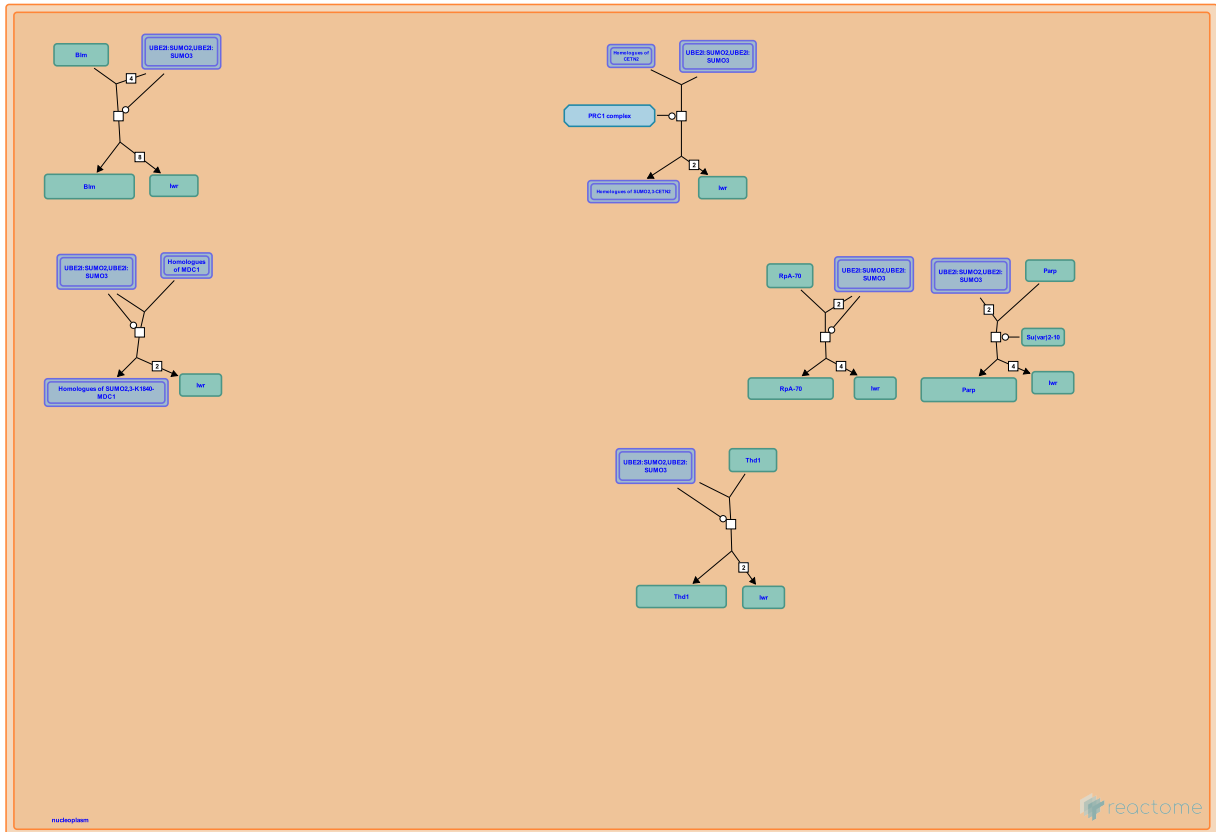 Blm
UBE2I:SUMO2,UBE2I:
SUMO3
4
8
Blm
lwr
Homologues of
CETN2
UBE2I:SUMO2,UBE2I:
SUMO3
PRC1 complex
2
Homologues of SUMO2,3-CETN2
lwr
UBE2I:SUMO2,UBE2I:
SUMO3
Homologues
of MDC1
2
Homologues of SUMO2,3-K1840-
MDC1
lwr
RpA-70
UBE2I:SUMO2,UBE2I:
SUMO3
2
4
RpA-70
lwr
UBE2I:SUMO2,UBE2I:
SUMO3
Parp
2
Su(var)2-10
4
Parp
lwr
UBE2I:SUMO2,UBE2I:
SUMO3
Thd1
2
Thd1
lwr
nucleoplasm
reactome